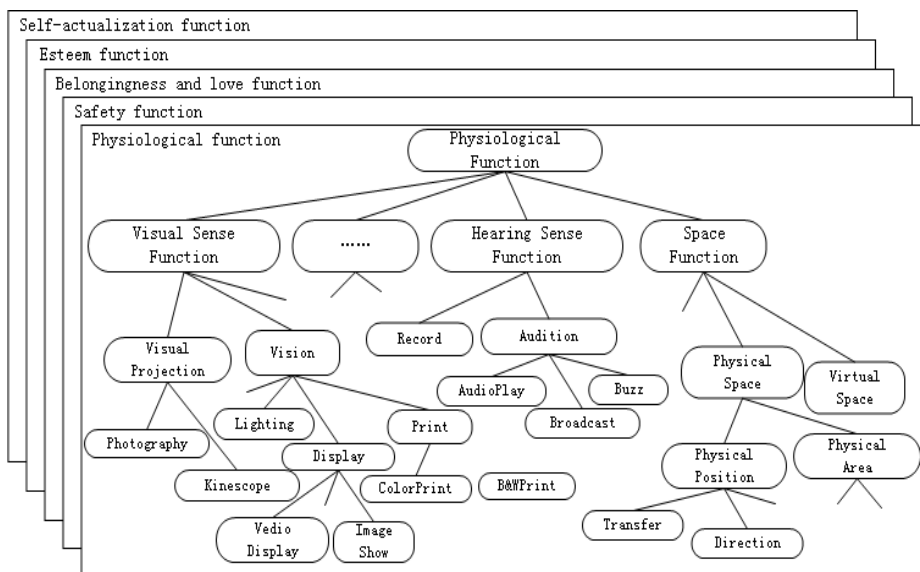 Self-actualization function
Esteem function
Belongingness and love function
Safety function
Physiological function
Physiological
Function
Visual Sense
Function
......
Hearing Sense
Function
Space
Function
Visual
Projection
Vision
Record
Audition
Physical
Space
Virtual
Space
AudioPlay
Buzz
Broadcast
Photography
Lighting
Print
Display
Kinescope
ColorPrint
B&WPrint
Physical
Position
Physical
Area
Vedio
Display
Image
Show
Transfer
Direction